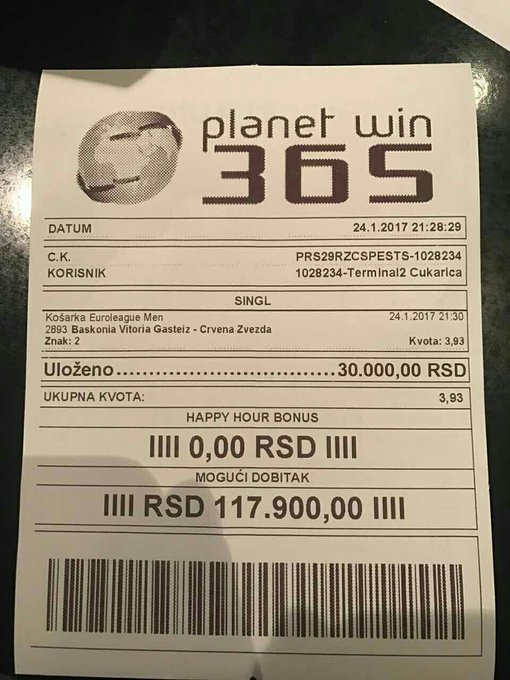 planet win
365
DATUM 24.1.2017 21:28:29
C.K. PRS29RZCSPESTS-1028234
KORISNIK 1028234-Terminal2 Cukarica
SINGL
Košarka Euroleague Men 24.1.2017 21:30
2893 Baskonia Vitoria Gasteiz - Crvena Zvezda
Znak: 2 Kvota: 3,93
Uloženo................................30.000,00 RSD
UKUPNA KVOTA: 3,93
HAPPY HOUR BONUS
IIII 0,00 RSD IIII
MOGUĆI DOBITAK
IIII RSD 117.900,00 IIII